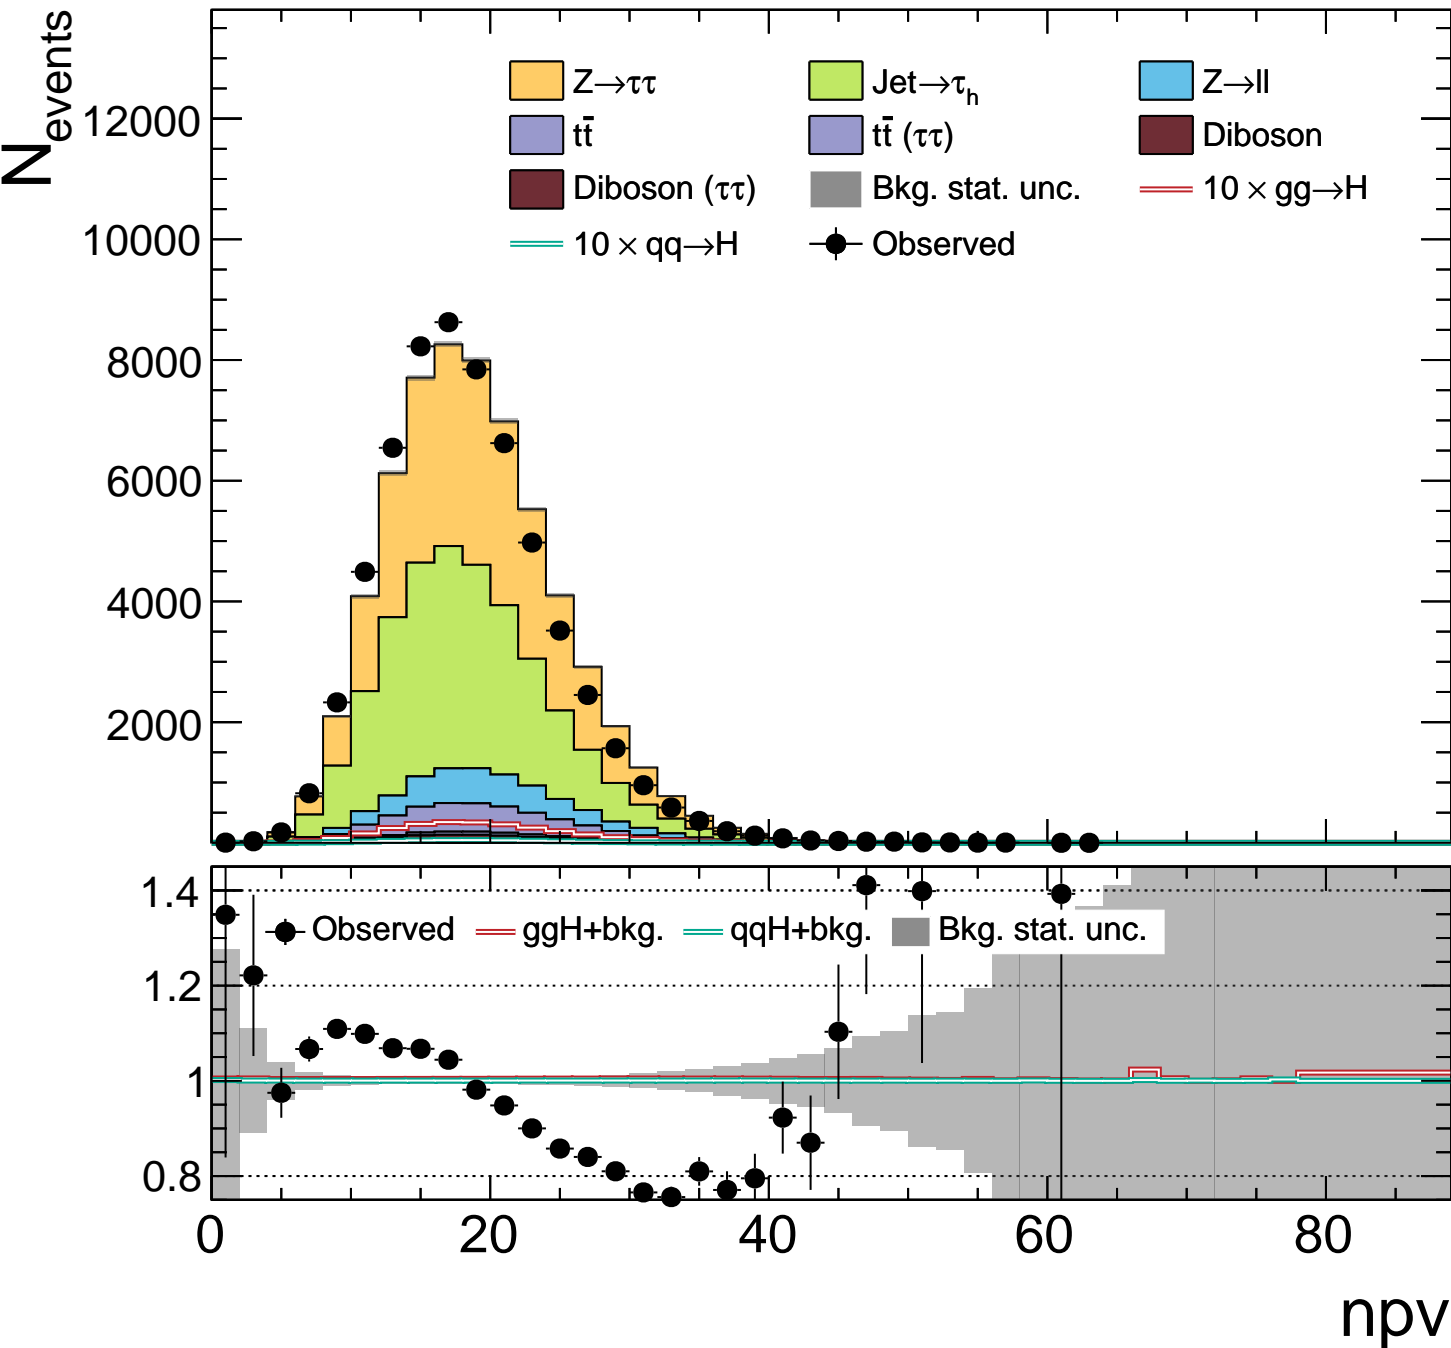 N_events
12000
10000
8000
6000
4000
2000
Z→ττ Jet→τ_h Z→ll
tt̄ tt̄ (ττ) Diboson
Diboson (ττ) Bkg. stat. unc. 10 × gg→H
10 × qq→H Observed
1.4
1.2
1
0.8
Observed ggH+bkg. qqH+bkg. Bkg. stat. unc.
0 20 40 60 80
npv